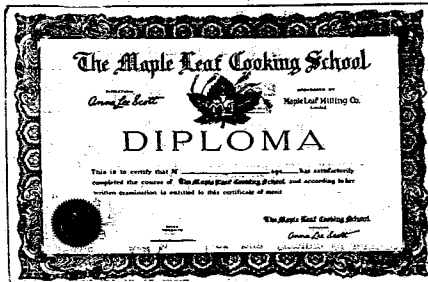 The Maple Leaf Cooking School
Anna Lee Scott
SPONSORED BY
Maple Leaf Milling Co.
Limited
DIPLOMA
This is to certify that M has satisfactorily
completed the course of The Maple Leaf Cooking School, and according to her
written examination is entitled to this certificate of merit
The Maple Leaf Cooking School
Anna Lee Scott